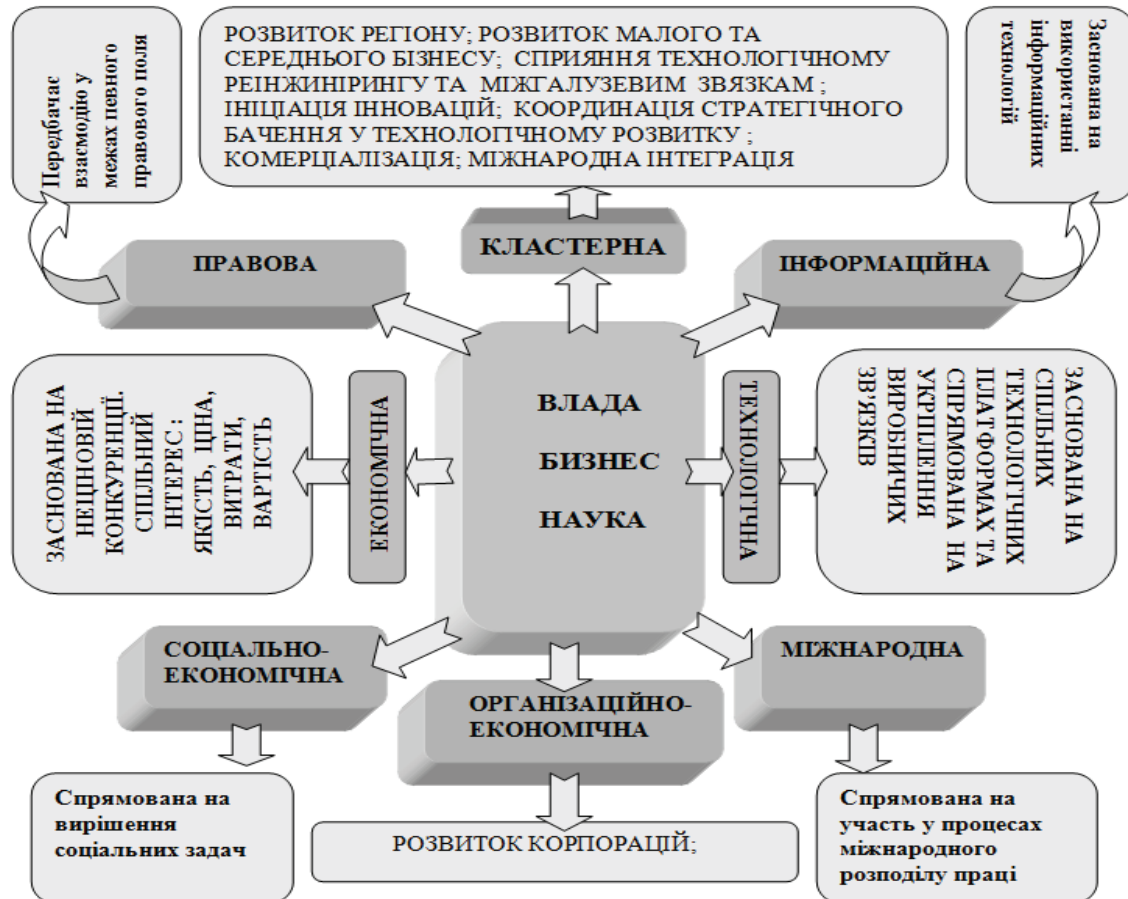 Передбачає
взаємодію у
межах певного
правового поля
РОЗВИТОК РЕГІОНУ; РОЗВИТОК МАЛОГО ТА
СЕРЕДНЬОГО БІЗНЕСУ; СПРИЯННЯ ТЕХНОЛОГІЧНОМУ
РЕІНЖИНІРИНГУ ТА МІЖГАЛУЗЕВИМ ЗВЯЗКАМ ;
ІНІЦІАЦІЯ ІННОВАЦІЙ; КООРДИНАЦІЯ СТРАТЕГІЧНОГО
БАЧЕННЯ У ТЕХНОЛОГІЧНОМУ РОЗВИТКУ ;
КОМЕРЦІАЛІЗАЦІЯ; МІЖНАРОДНА ІНТЕГРАЦІЯ
Заснована на
використанні
інформаційних
технологій
ПРАВОВА
КЛАСТЕРНА
ІНФОРМАЦІЙНА
ЗАСНОВАНА НА
НЕЦІНОВІЙ
КОНКУРЕНЦІЇ.
СПІЛЬНИЙ
ІНТЕРЕС :
ЯКІСТЬ, ЦІНА,
ВИТРАТИ,
ВАРТІСТЬ
ЕКОНОМІЧНА
ВЛАДА
БИЗНЕС
НАУКА
ТЕХНОЛОГІЧНА
ЗАСНОВАНА НА
СПІЛЬНИХ
ТЕХНОЛОГІЧНИХ
ПЛАТФОРМАХ ТА
СПРЯМОВАНА НА
УКРІПЛЕННЯ
ВИРОБНИЧИХ
ЗВ'ЯЗКІВ
СОЦІАЛЬНО-
ЕКОНОМІЧНА
ОРГАНІЗАЦІЙНО-
ЕКОНОМІЧНА
МІЖНАРОДНА
Спрямована на
вирішення
соціальних задач
РОЗВИТОК КОРПОРАЦІЙ;
Спрямована на
участь у процесах
міжнародного
розподілу праці